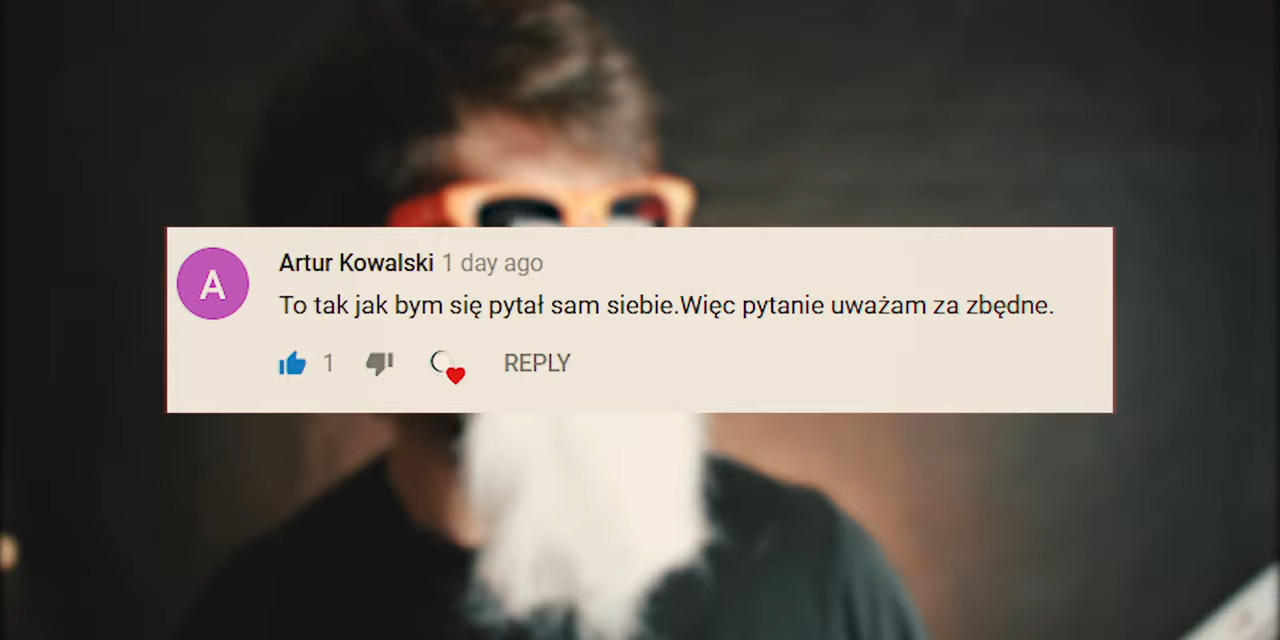 A
Artur Kowalski 1 day ago
To tak jak bym się pytał sam siebie.Więc pytanie uważam za zbędne.
1 REPLY